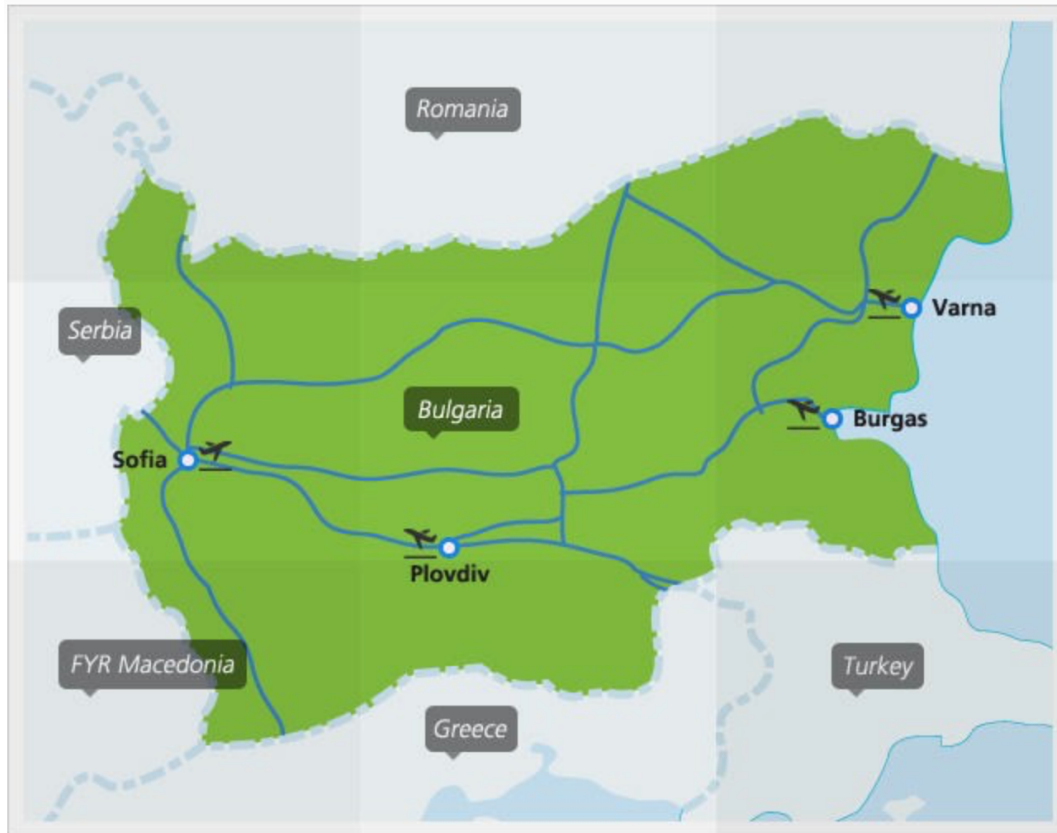 Romania
Serbia
Varna
Bulgaria
Burgas
Sofia
Plovdiv
FYR Macedonia
Turkey
Greece